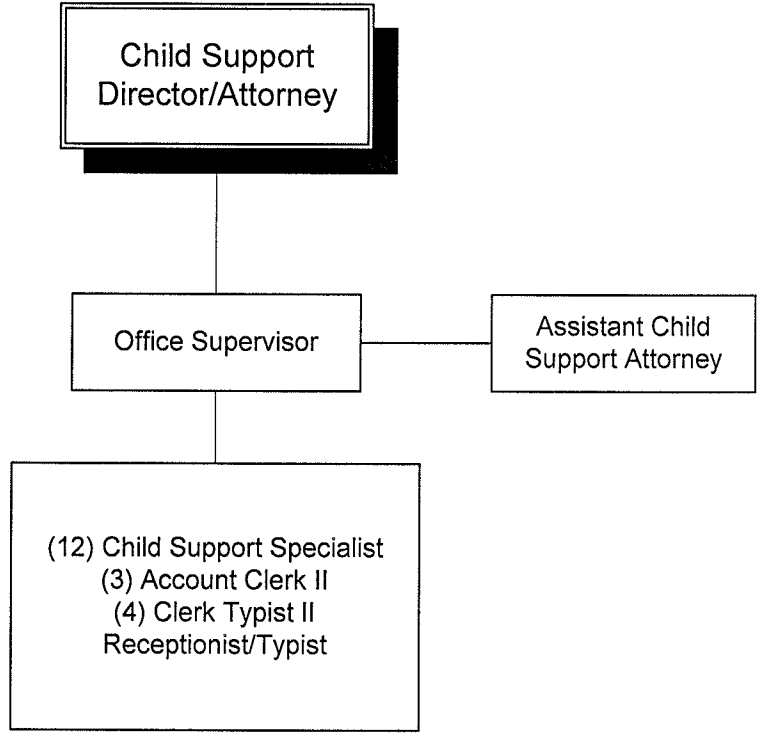 Child Support
Director/Attorney
Office Supervisor
Assistant Child
Support Attorney
(12) Child Support Specialist
(3) Account Clerk II
(4) Clerk Typist II
Receptionist/Typist